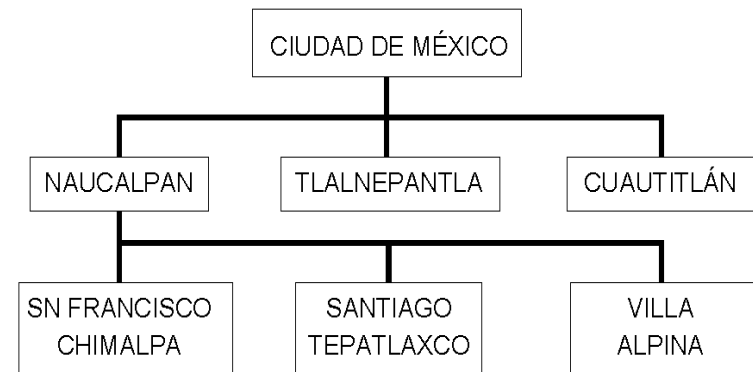 CIUDAD DE MÉXICO
NAUCALPAN
TLALNEPANTLA
CUAUTITLÁN
SN FRANCISCO
CHIMALPA
SANTIAGO
TEPATLAXCO
VILLA
ALPINA